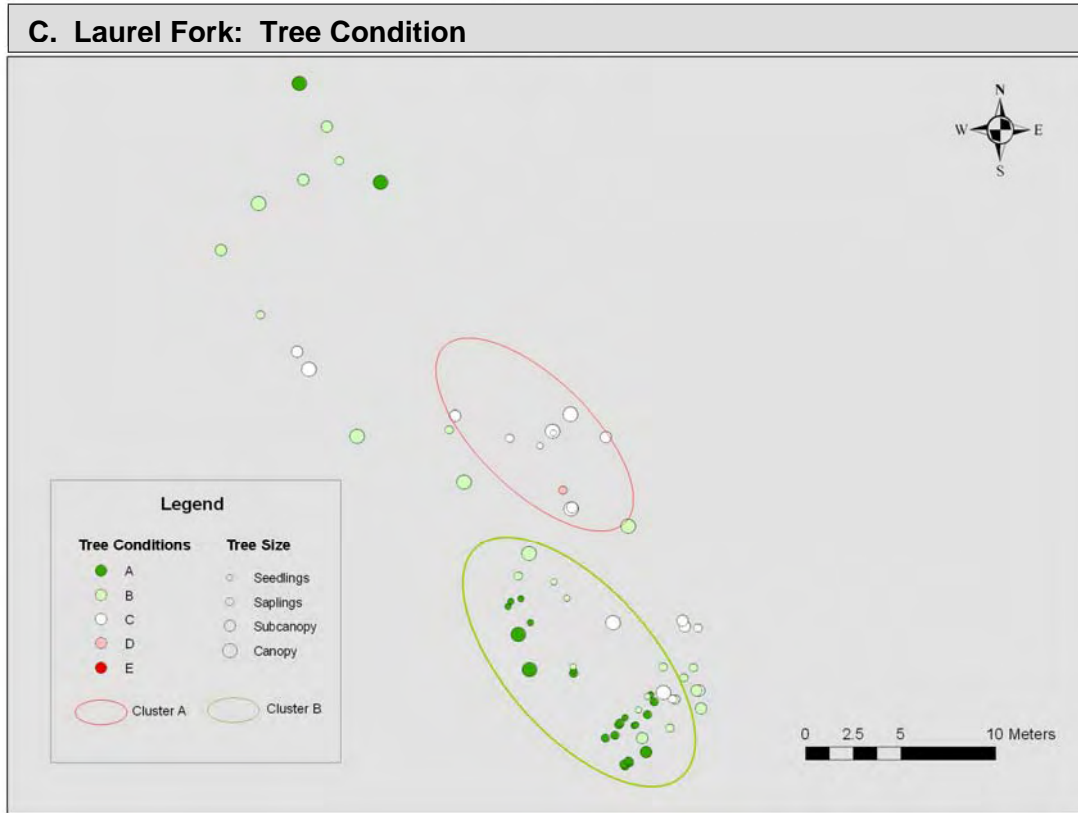 C. Laurel Fork: Tree Condition
N
W E
S
Legend
Tree Conditions Tree Size
A Seedlings
B Saplings
C Subcanopy
D Canopy
E
Cluster A Cluster B
0 2.5 5 10 Meters